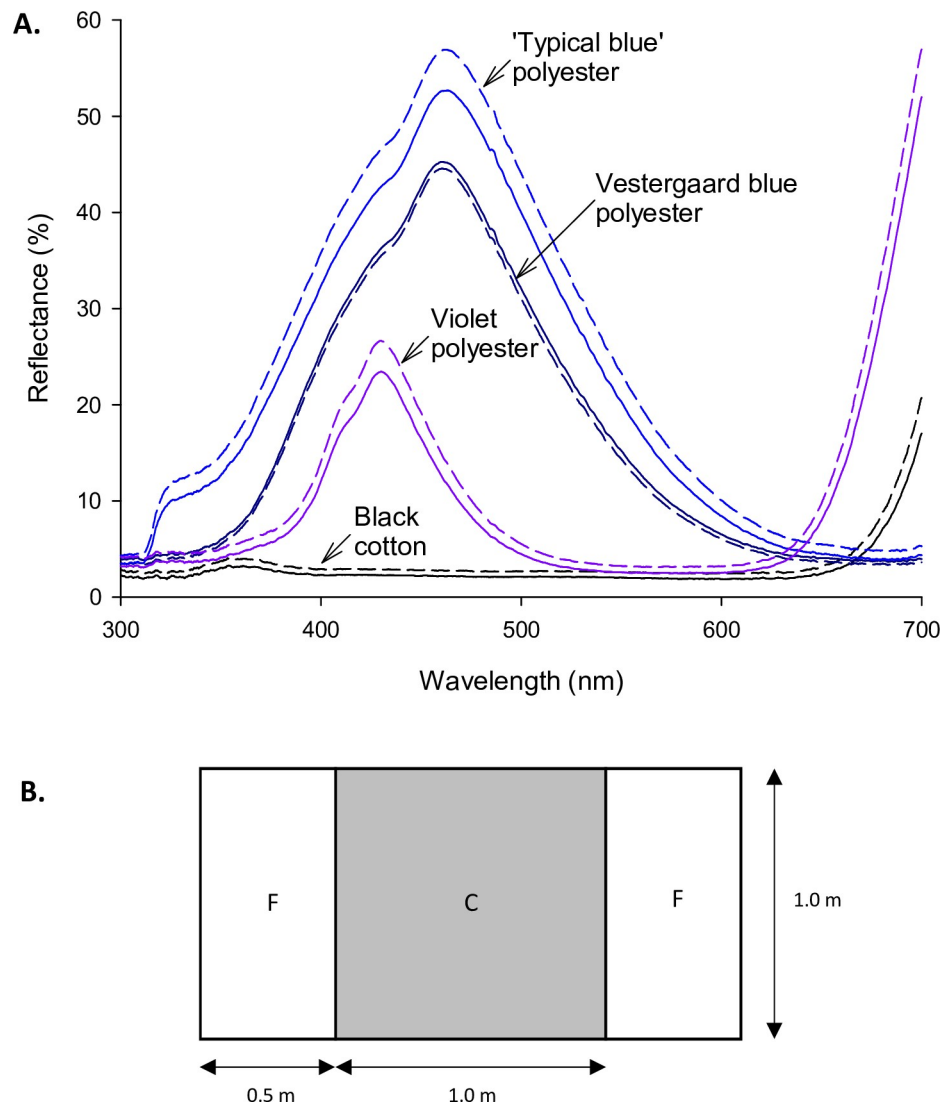 A.
60
50
40
30
20
10
0
Reflectance (%)
'Typical blue'
polyester
Vestergaard blue
polyester
Violet
polyester
Black
cotton
300 400 500 600 700
Wavelength (nm)
B.
F C F
1.0 m
0.5 m 1.0 m